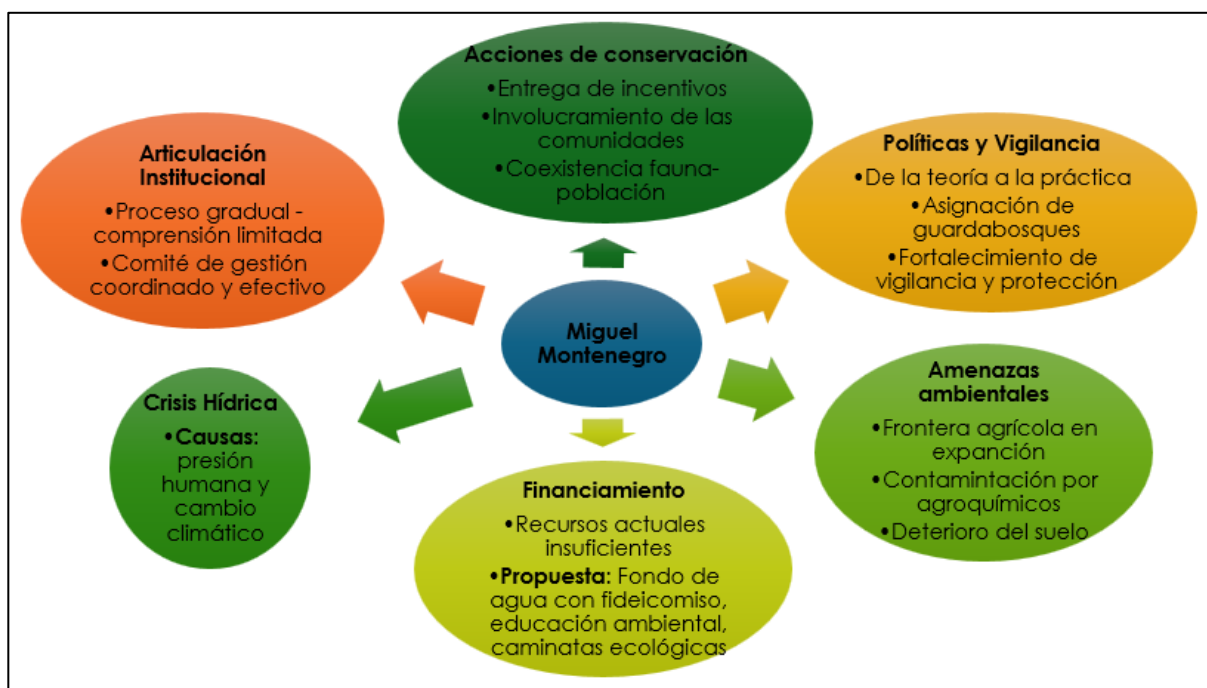 Acciones de conservación
•Entrega de incentivos
•Involucramiento de las
comunidades
•Coexistencia fauna-
población
Articulación
Institucional
•Proceso gradual -
comprensión limitada
•Comité de gestión
coordinado y efectivo
Políticas y Vigilancia
•De la teoría a la práctica
•Asignación de
guardabosques
•Fortalecimiento de
vigilancia y protección
Miguel
Montenegro
Crisis Hídrica
•Causas:
presión
humana y
cambio
climático
Amenazas
ambientales
•Frontera agrícola en
expanción
•Contamintación por
agroquímicos
•Deterioro del suelo
Financiamiento
•Recursos actuales
insuficientes
•Propuesta: Fondo de
agua con fideicomiso,
educación ambiental,
caminatas ecológicas